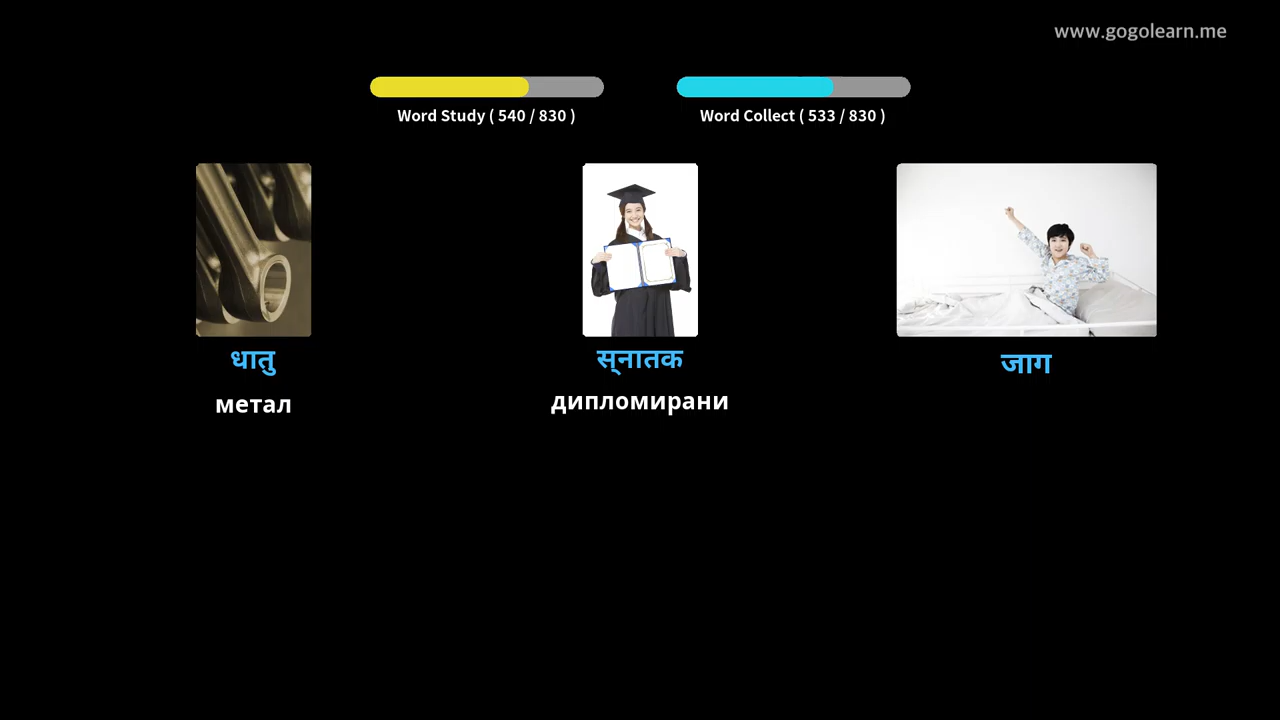 www.gogolearn.me
Word Study ( 540 / 830 )
Word Collect ( 533 / 830 )
धातु
स्नातक
जाग
метал
дипломирани